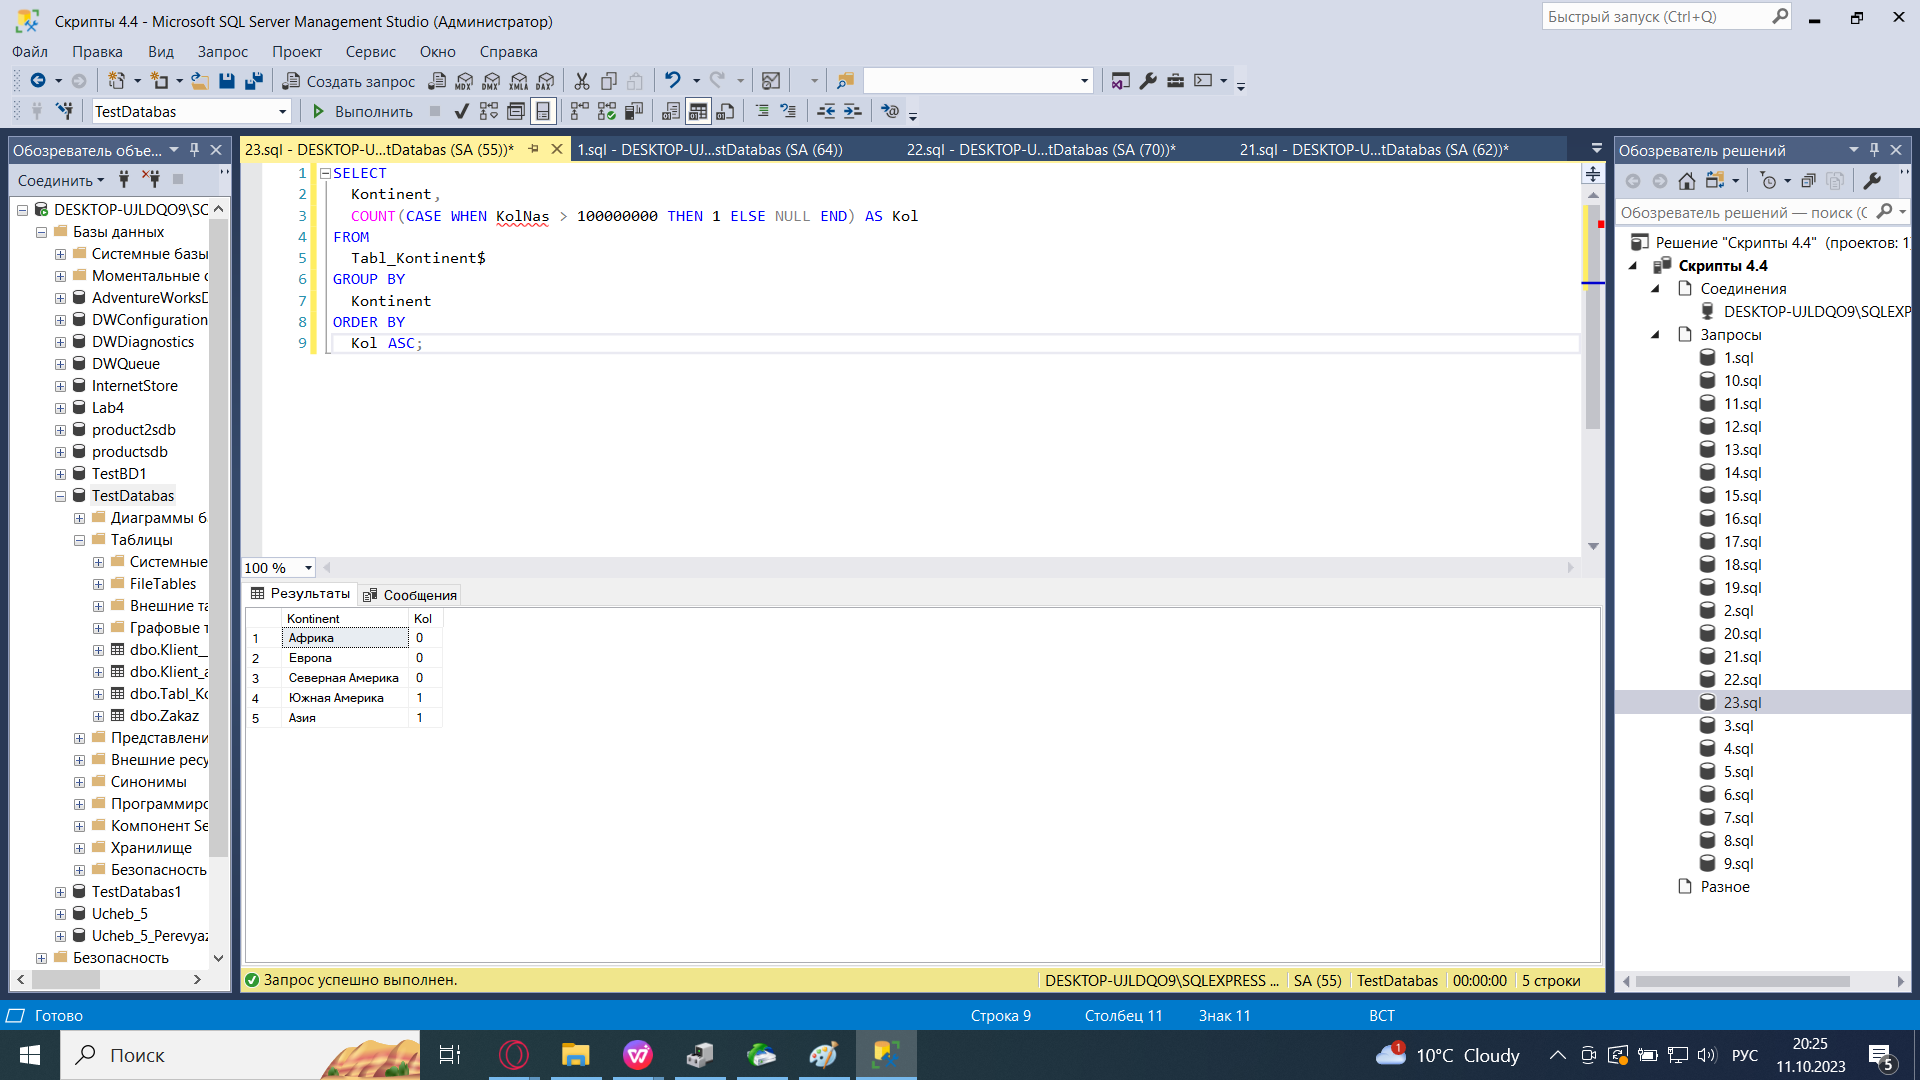 Скрипты 4.4 - Microsoft SQL Server Management Studio (Администратор)
Быстрый запуск (Ctrl+Q)
Файл Правка Вид Запрос Проект Сервис Окно Справка
Создать запрос
MDX DMX XMLA DAX
TestDatabas
Выполнить
Обозреватель объе...
Соединить
DESKTOP-UJLDQO9\SC
Базы данных
Системные базы
Моментальные с
AdventureWorksD
DWConfiguration
DWDiagnostics
DWQueue
InternetStore
Lab4
product2sdb
productsdb
TestBD1
TestDatabas
Диаграммы б
Таблицы
Системные
FileTables
Внешние та
Графовые т
dbo.Klient_
dbo.Klient_a
dbo.Tabl_Ko
dbo.Zakaz
Представлени
Внешние ресу
Синонимы
Программирс
Компонент Se
Хранилище
Безопасность
TestDatabas1
Ucheb_5
Ucheb_5_Perevyaz
Безопасность
23.sql - DESKTOP-U...tDatabas (SA (55))*
1.sql - DESKTOP-UJ...stDatabas (SA (64))
22.sql - DESKTOP-U...tDatabas (SA (70))*
21.sql - DESKTOP-U...tDatabas (SA (62))*
1 SELECT
2 Kontinent,
3 COUNT(CASE WHEN KolNas > 100000000 THEN 1 ELSE NULL END) AS Kol
4 FROM
5 Tabl_Kontinent$
6 GROUP BY
7 Kontinent
8 ORDER BY
9 Kol ASC;
100 %
Результаты Сообщения
Kontinent Kol
1 Африка 0
2 Европа 0
3 Северная Америка 0
4 Южная Америка 1
5 Азия 1
Запрос успешно выполнен.
DESKTOP-UJLDQO9\SQLEXPRESS ... SA (55) TestDatabas 00:00:00 5 строки
Обозреватель решений
Обозреватель решений — поиск (C
Решение "Скрипты 4.4" (проектов: 1)
Скрипты 4.4
Соединения
DESKTOP-UJLDQO9\SQLEXP
Запросы
1.sql
10.sql
11.sql
12.sql
13.sql
14.sql
15.sql
16.sql
17.sql
18.sql
19.sql
2.sql
20.sql
21.sql
22.sql
23.sql
3.sql
4.sql
5.sql
6.sql
7.sql
8.sql
9.sql
Разное
Готово
Строка 9 Столбец 11 Знак 11 ВСТ
Поиск
1
10°C Cloudy
РУС
20:25
11.10.2023
5